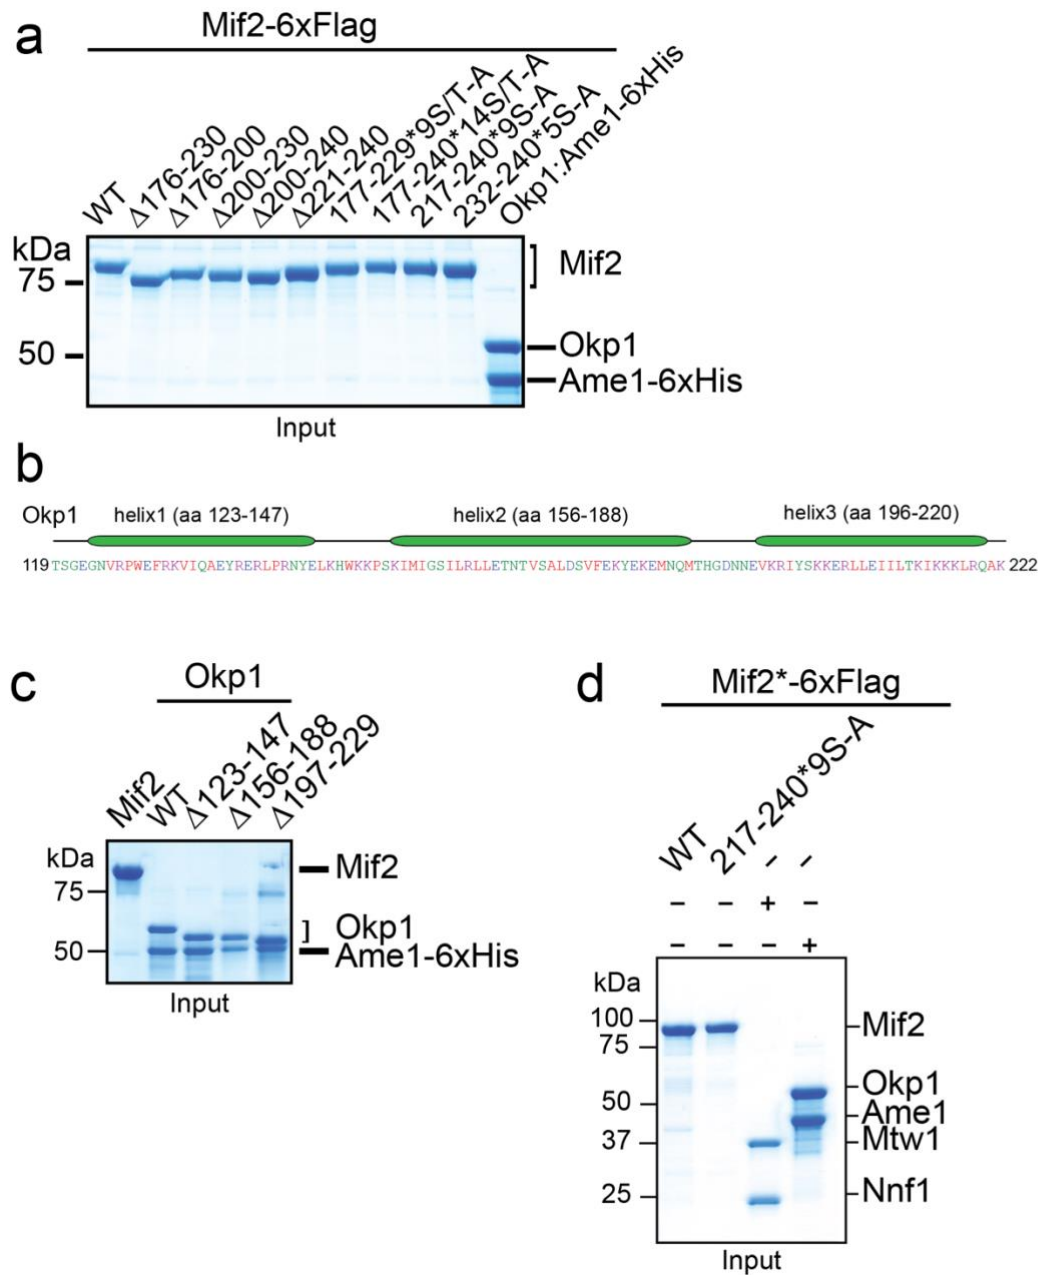 a
Mif2-6xFlag
WT
Δ176-230
Δ176-200
Δ200-230
Δ200-240
Δ221-240
177-229*9S/T-A
177-240*14S/T-A
217-240*9S-A
232-240*5S-A
Okp1:Ame1-6xHis
kDa
75
50
Mif2
Okp1
Ame1-6xHis
Input
b
Okp1
helix1 (aa 123-147)
helix2 (aa 156-188)
helix3 (aa 196-220)
119 TSGEGNVRPWEFRKVIQAEYRERLPRNYELKHWKKPSKIMIGSILRLLETNTVSALDSVFEKYEKEMNQMTHGDNNEVKRIYSKKERLLEIILTKIKKKLRQAK 222
c
Okp1
Mif2
WT
Δ123-147
Δ156-188
Δ197-229
kDa
75
50
Mif2
Okp1
Ame1-6xHis
Input
d
Mif2*-6xFlag
WT
217-240*9S-A
–
–
– – + –
– – – +
kDa
100
75
50
37
25
Mif2
Okp1
Ame1
Mtw1
Nnf1
Input